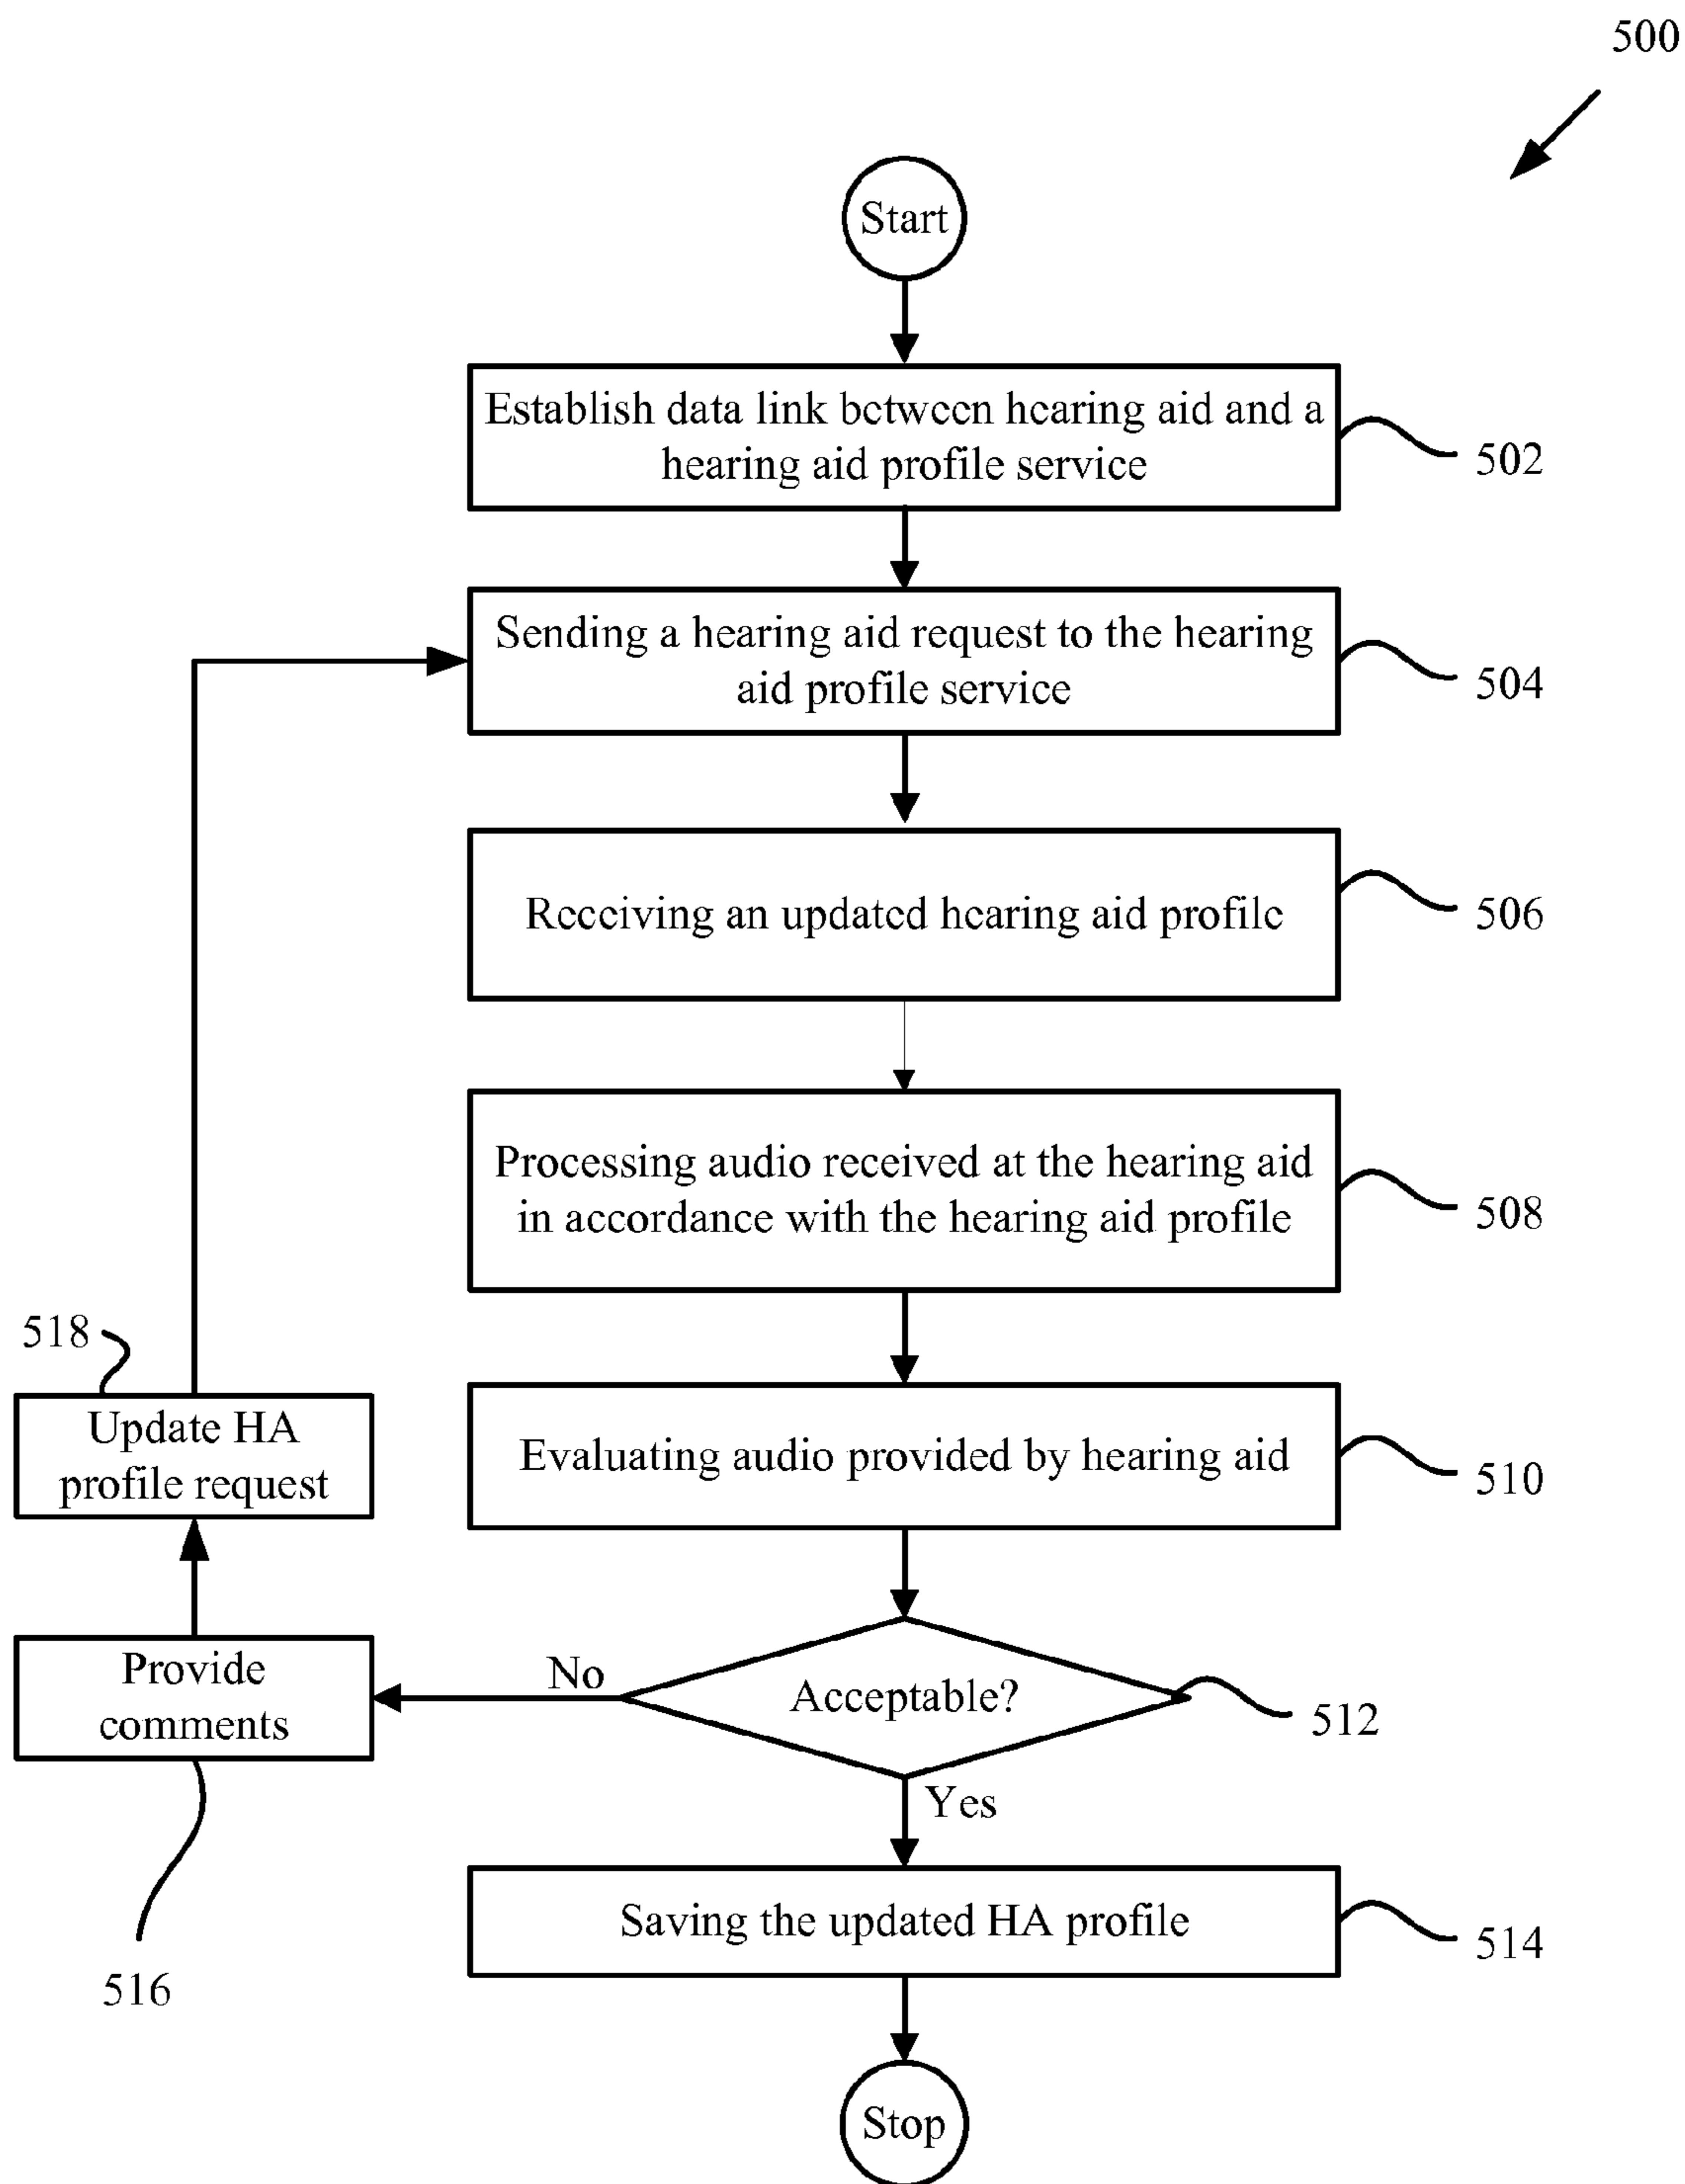 500
Start
Establish data link between hearing aid and a
hearing aid profile service
502
Sending a hearing aid request to the hearing
aid profile service
504
Receiving an updated hearing aid profile
506
Processing audio received at the hearing aid
in accordance with the hearing aid profile
508
518
Update HA
profile request
Evaluating audio provided by hearing aid
510
Provide
comments
No
Acceptable?
512
Yes
516
Saving the updated HA profile
514
Stop